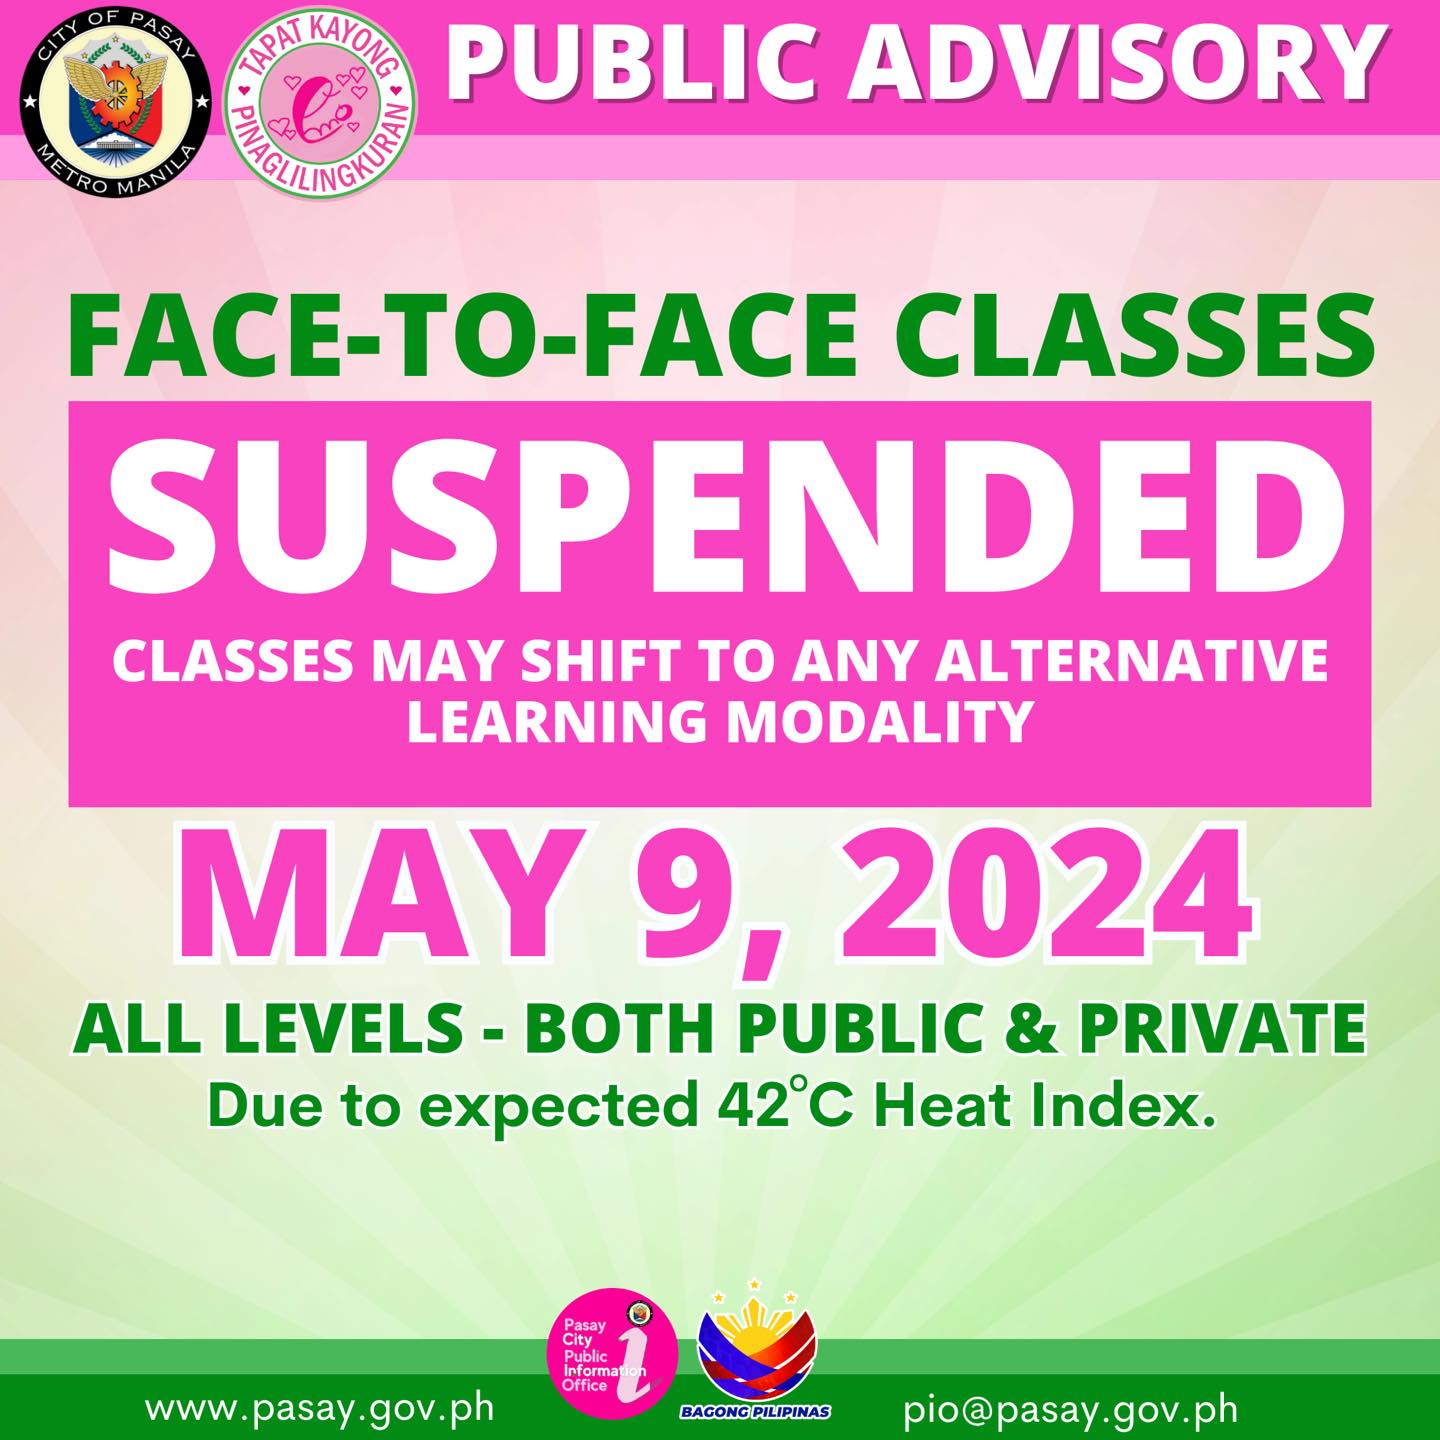 CITY OF PASAY
METRO MANILA
TAPAT KAYONG
PINAGLILINGKURAN
PUBLIC ADVISORY
FACE-TO-FACE CLASSES
SUSPENDED
CLASSES MAY SHIFT TO ANY ALTERNATIVE
LEARNING MODALITY
MAY 9, 2024
ALL LEVELS - BOTH PUBLIC & PRIVATE
Due to expected 42°C Heat Index.
Pasay
City
Public
Information
Office
i
BAGONG PILIPINAS
www.pasay.gov.ph
pio@pasay.gov.ph